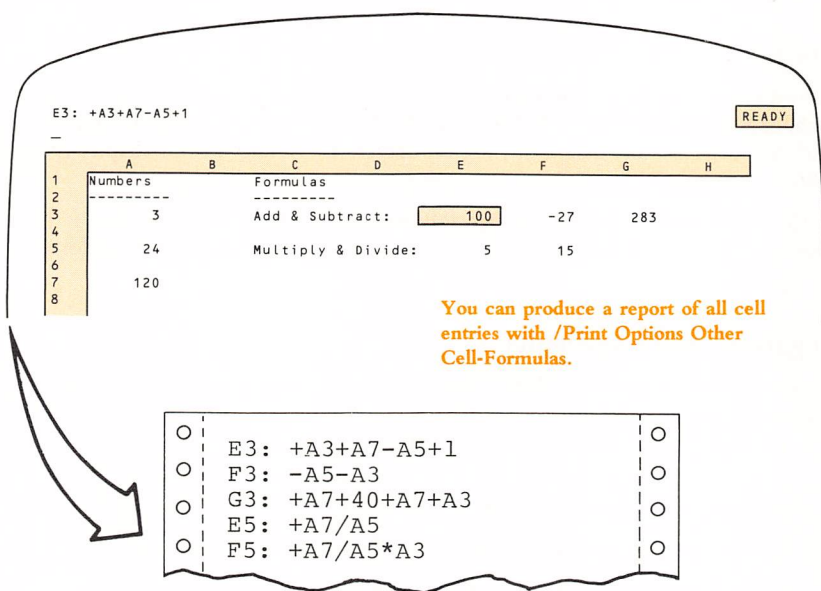 E3: +A3+A7-A5+1 READY
A B C D E F G H
1 Numbers Formulas
2 --------- ---------
3 3 Add & Subtract: 100 -27 283
4
5 24 Multiply & Divide: 5 15
6
7 120
8
You can produce a report of all cell
entries with /Print Options Other
Cell-Formulas.
E3: +A3+A7-A5+1
F3: -A5-A3
G3: +A7+40+A7+A3
E5: +A7/A5
F5: +A7/A5*A3